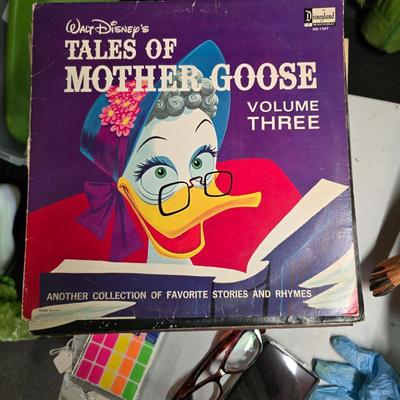 Walt Disney's
TALES OF
MOTHER GOOSE
VOLUME
THREE
Disneyland
ANOTHER COLLECTION OF FAVORITE STORIES AND RHYMES